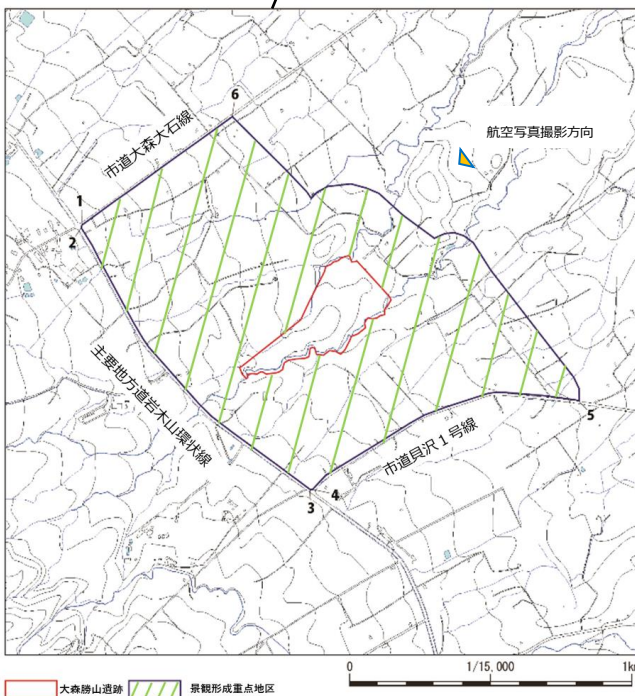 6
市道大森大石線
航空写真撮影方向
1
2
主要地方道岩木山環状線
5
市道貝沢1号線
4
3
0 1/15,000 1k
大森勝山遺跡 景観形成重点地区